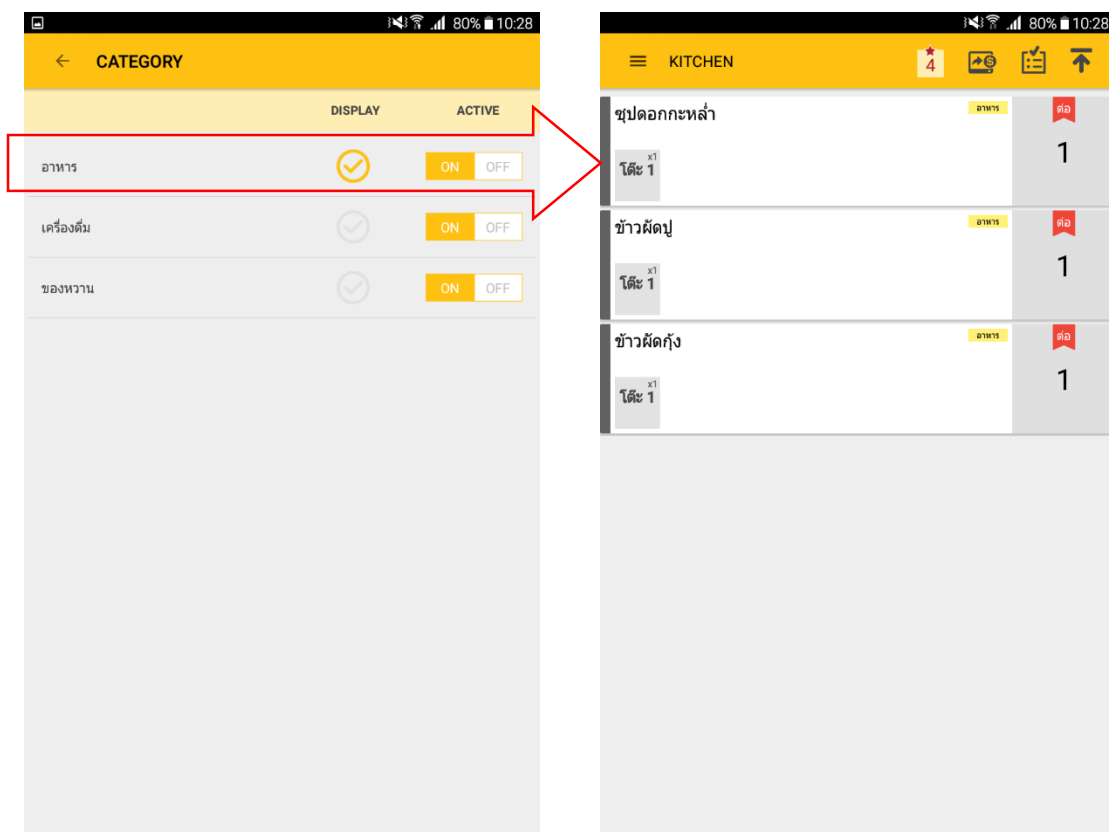 80% 10:28
CATEGORY
DISPLAY ACTIVE
อาหาร ON OFF
เครื่องดื่ม ON OFF
ของหวาน ON OFF
80% 10:28
KITCHEN 4
ซุปดอกกะหล่ำ อาหาร ต่อ
โต๊ะ 1 x1 1
ข้าวผัดปู อาหาร ต่อ
โต๊ะ 1 x1 1
ข้าวผัดกุ้ง อาหาร ต่อ
โต๊ะ 1 x1 1